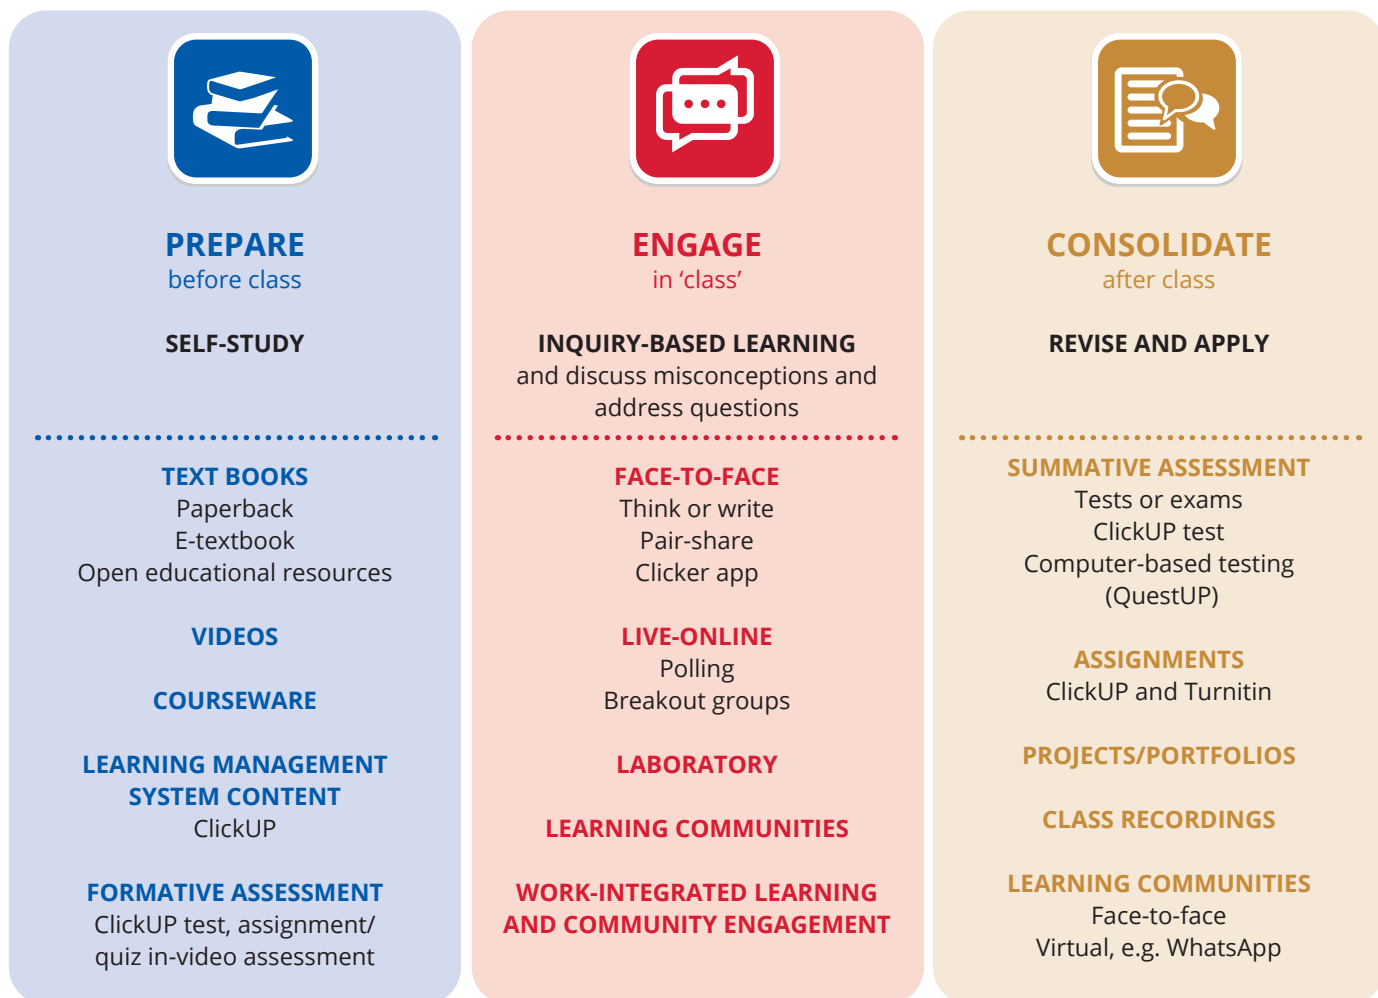 PREPARE
before class
SELF-STUDY
TEXT BOOKS
Paperback
E-textbook
Open educational resources
VIDEOS
COURSEWARE
LEARNING MANAGEMENT
SYSTEM CONTENT
ClickUP
FORMATIVE ASSESSMENT
ClickUP test, assignment/
quiz in-video assessment
ENGAGE
in ‘class’
INQUIRY-BASED LEARNING
and discuss misconceptions and
address questions
FACE-TO-FACE
Think or write
Pair-share
Clicker app
LIVE-ONLINE
Polling
Breakout groups
LABORATORY
LEARNING COMMUNITIES
WORK-INTEGRATED LEARNING
AND COMMUNITY ENGAGEMENT
CONSOLIDATE
after class
REVISE AND APPLY
SUMMATIVE ASSESSMENT
Tests or exams
ClickUP test
Computer-based testing
(QuestUP)
ASSIGNMENTS
ClickUP and Turnitin
PROJECTS/PORTFOLIOS
CLASS RECORDINGS
LEARNING COMMUNITIES
Face-to-face
Virtual, e.g. WhatsApp